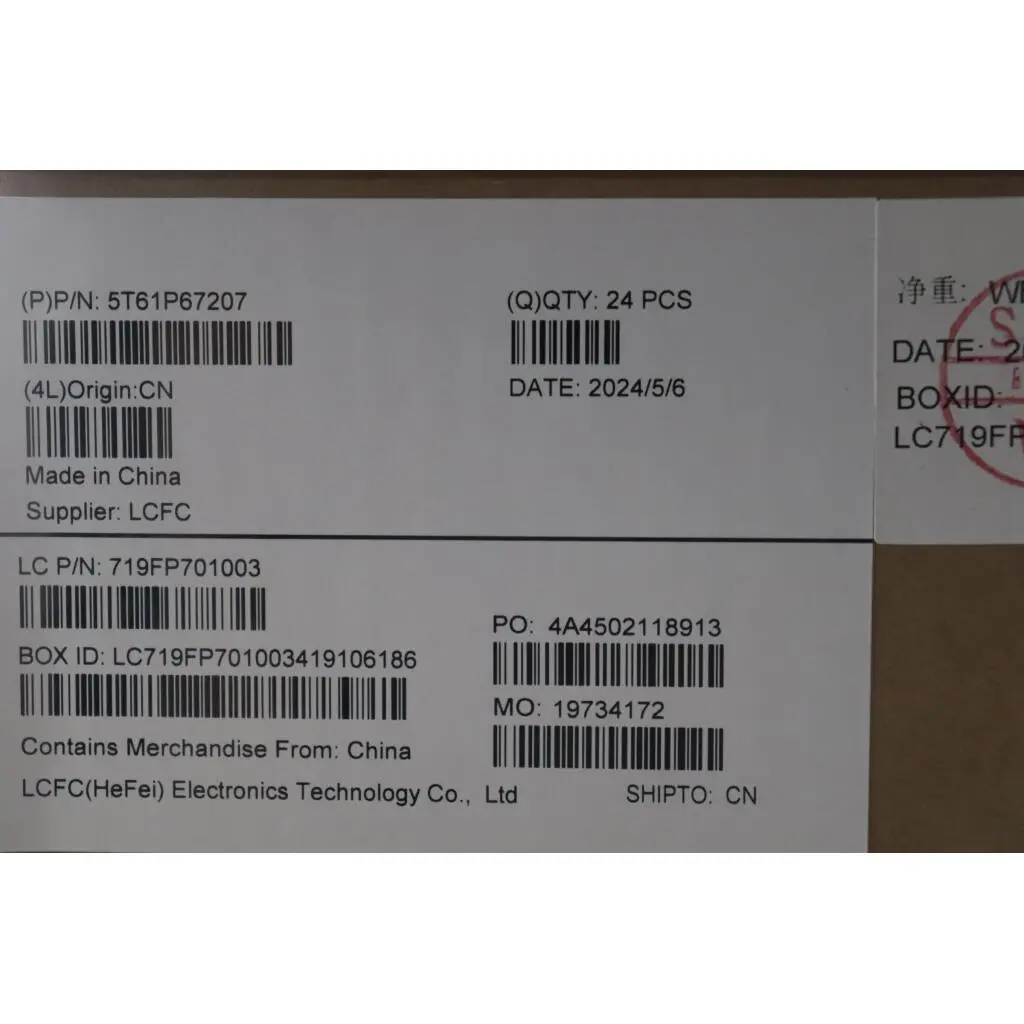 (P)P/N: 5T61P67207
(Q)QTY: 24 PCS
(4L)Origin:CN
DATE: 2024/5/6
Made in China
Supplier: LCFC
LC P/N: 719FP701003
PO: 4A4502118913
BOX ID: LC719FP701003419106186
MO: 19734172
Contains Merchandise From: China
LCFC(HeFei) Electronics Technology Co., Ltd
SHIPTO: CN
净重:
DATE:
BOXID:
LC719FP